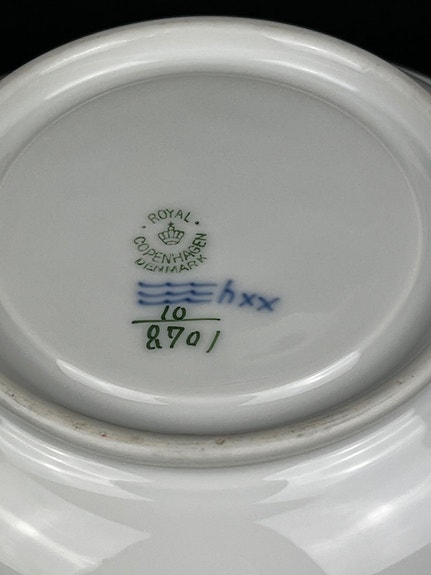 ROYAL
COPENHAGEN
DENMARK
hxx
10
8701